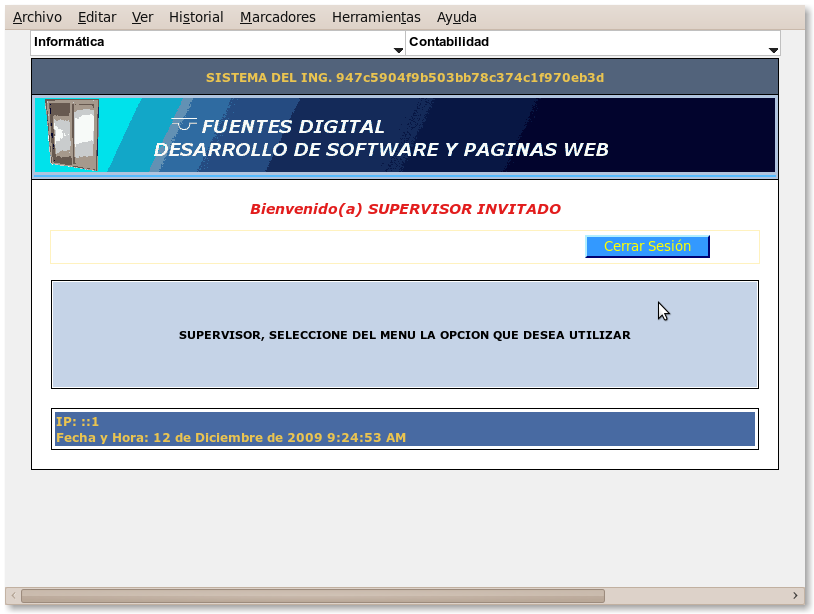 Archivo Editar Ver Historial Marcadores Herramientas Ayuda
Informática Contabilidad
SISTEMA DEL ING. 947c5904f9b503bb78c374c1f970eb3d
FUENTES DIGITAL
DESARROLLO DE SOFTWARE Y PAGINAS WEB
Bienvenido(a) SUPERVISOR INVITADO
Cerrar Sesión
SUPERVISOR, SELECCIONE DEL MENU LA OPCION QUE DESEA UTILIZAR
IP: ::1
Fecha y Hora: 12 de Diciembre de 2009 9:24:53 AM